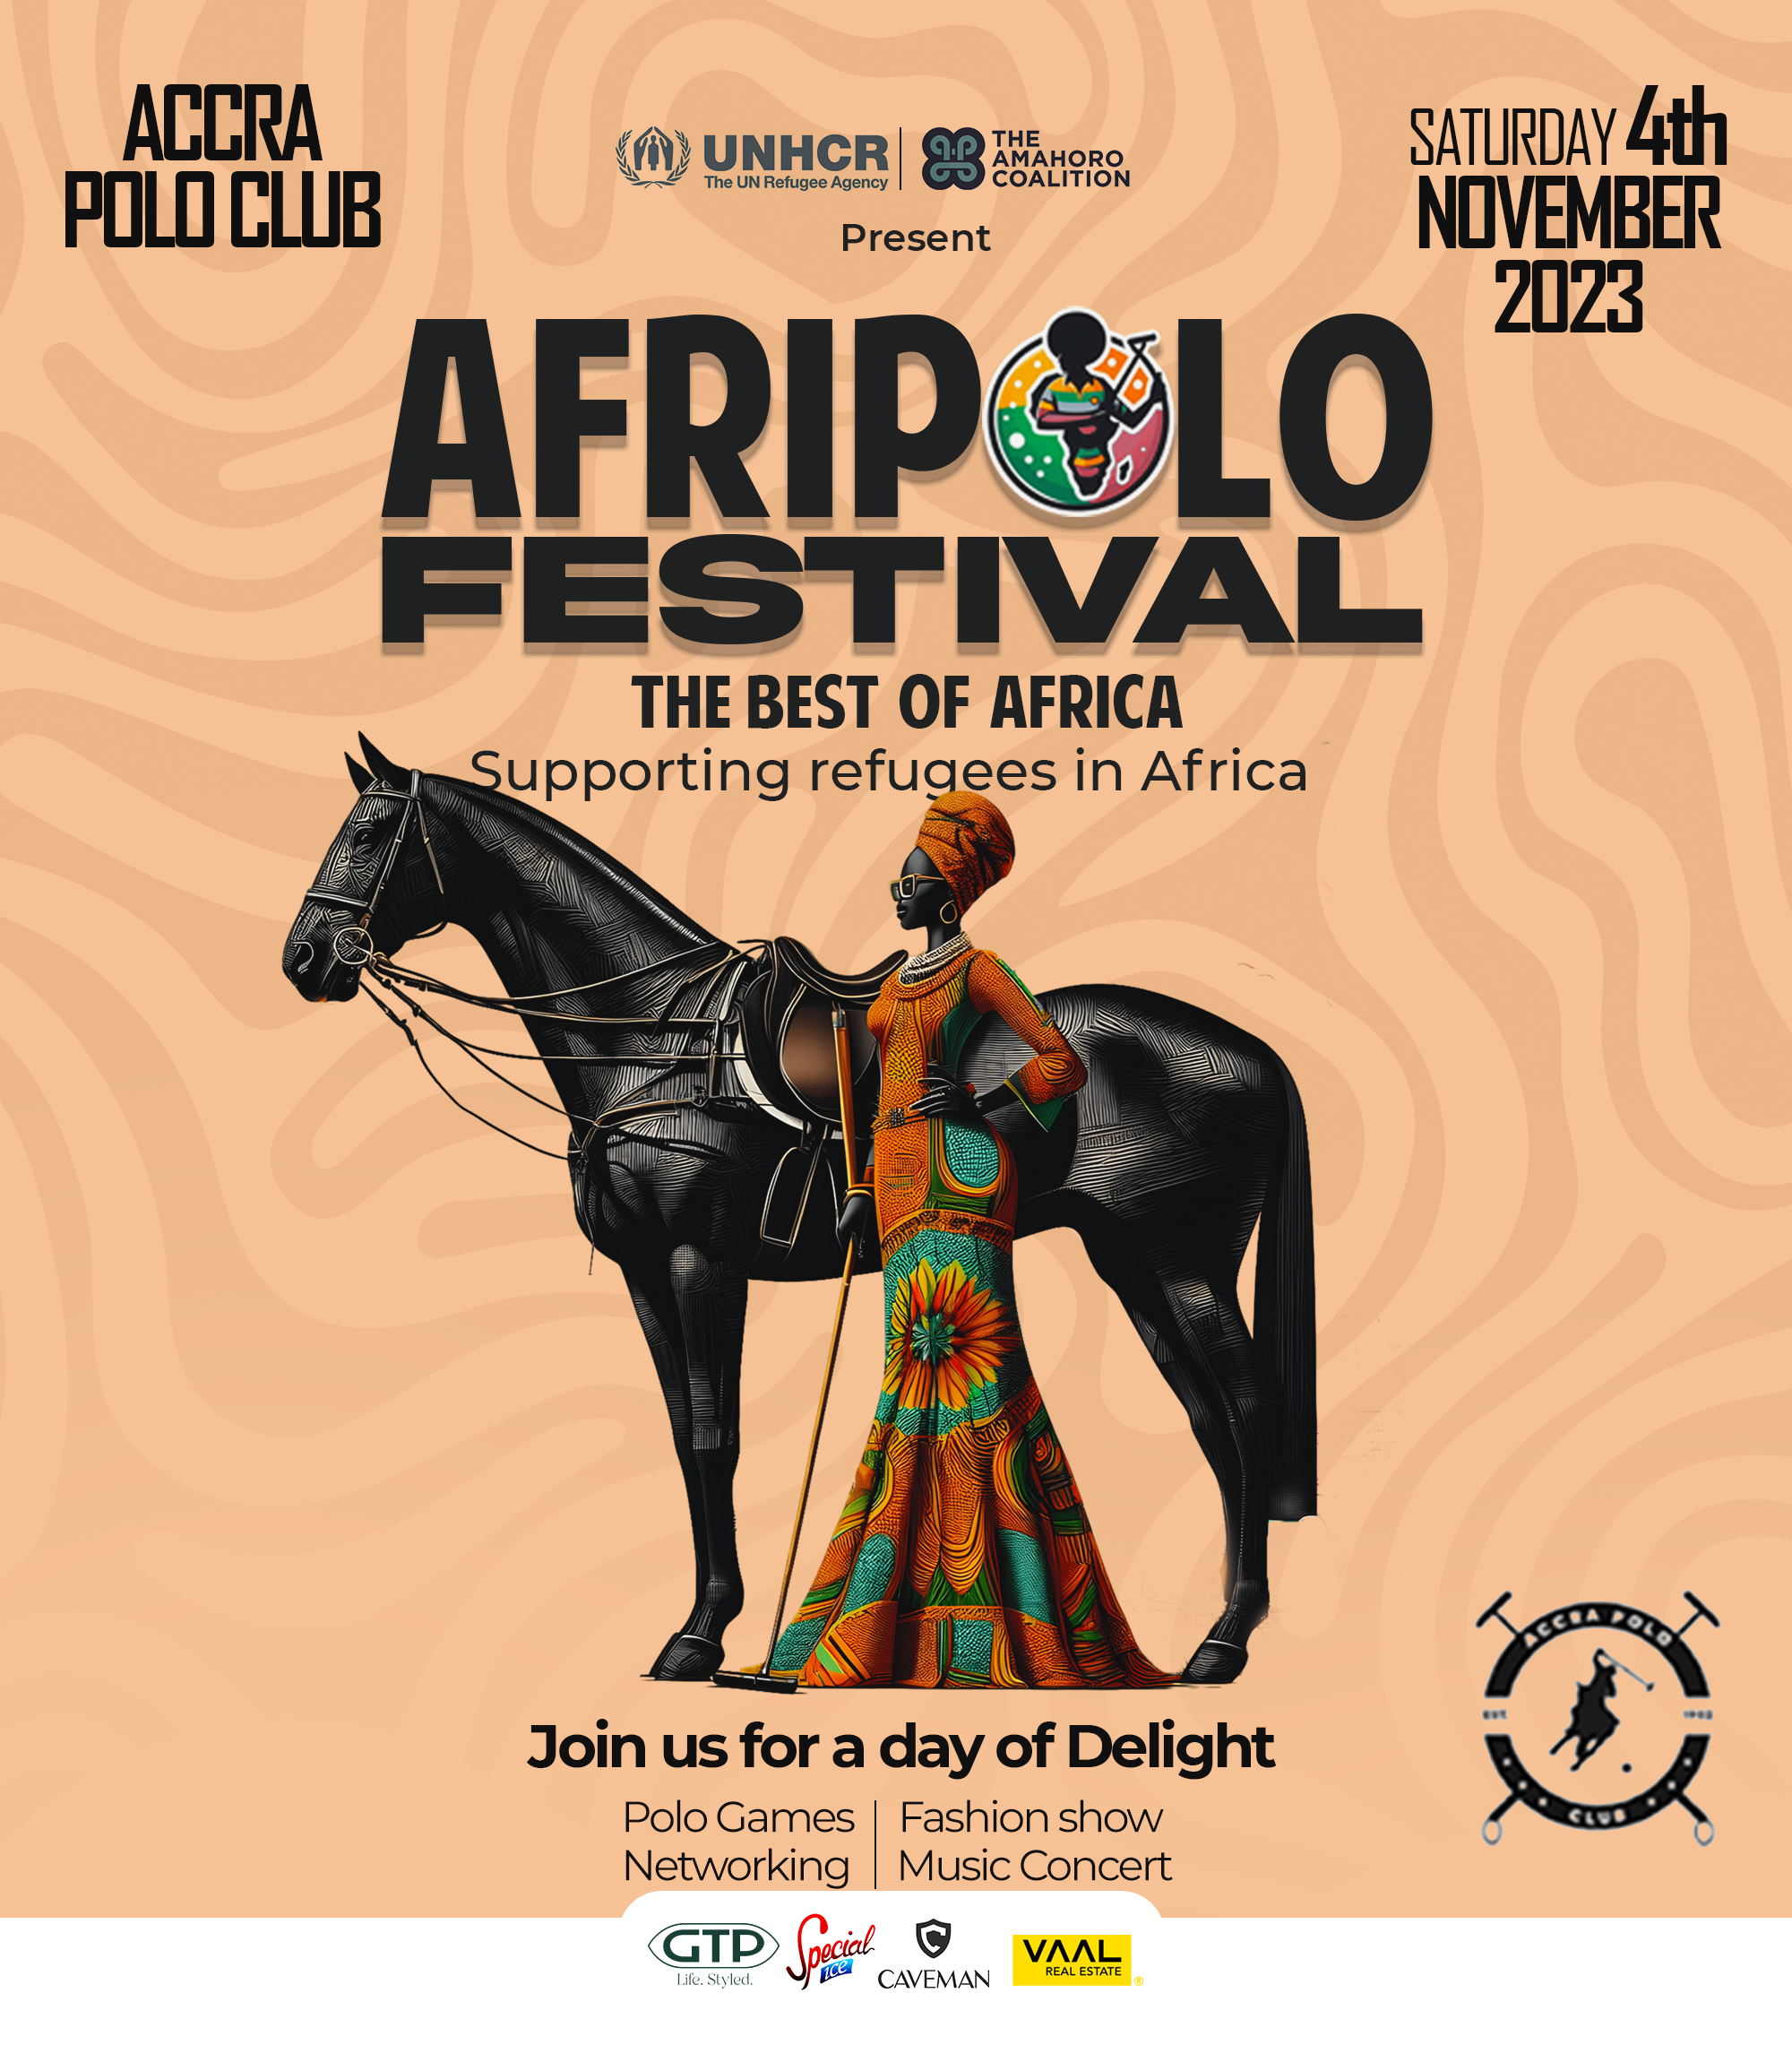 ACCRA
POLO CLUB
UNHCR
The UN Refugee Agency
THE
AMAHORO
COALITION
Present
SATURDAY 4th
NOVEMBER
2023
AFRIPOLO
FESTIVAL
THE BEST OF AFRICA
Supporting refugees in Africa
Join us for a day of Delight
Polo Games
Networking
Fashion show
Music Concert
ACCRA POLO
EST 1902
CLUB
GTP
Life. Styled.
Special
ice
CAVEMAN
VAAL
REAL ESTATE
®